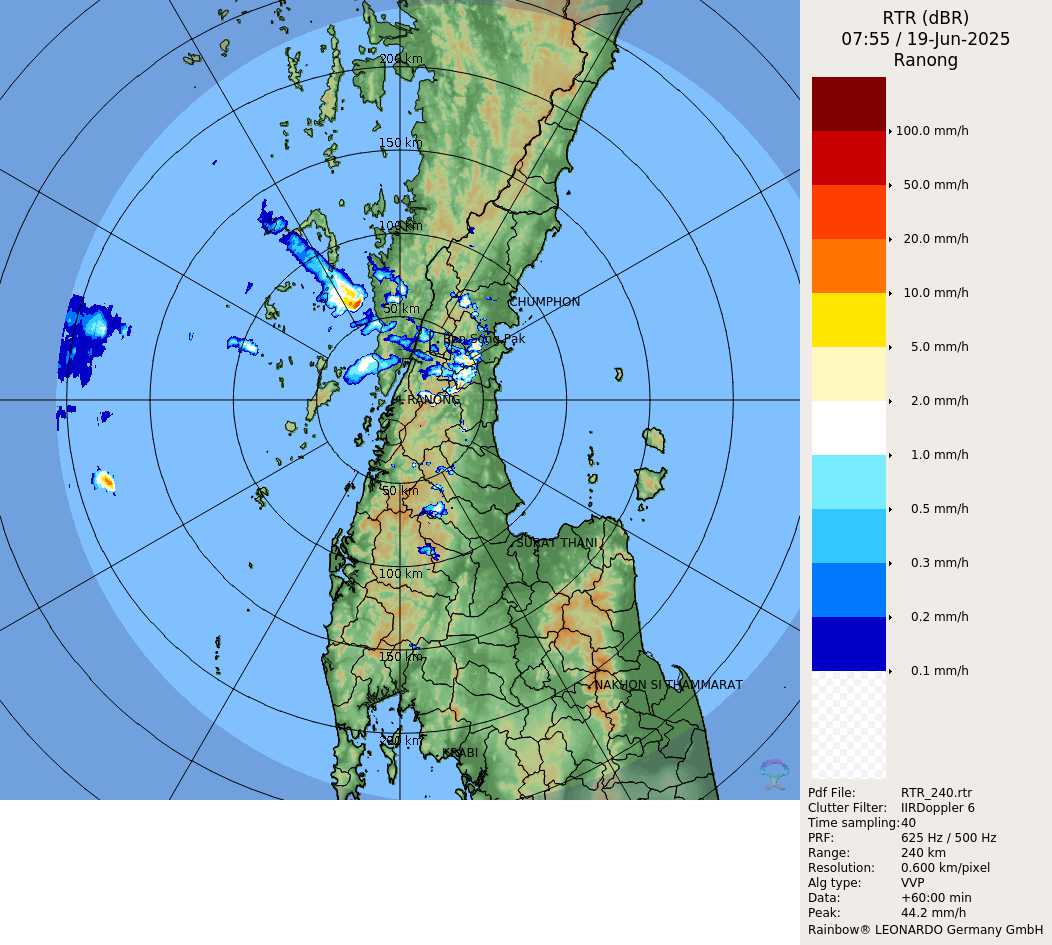 RTR (dBR)
07:55 / 19-Jun-2025
Ranong
100.0 mm/h
50.0 mm/h
20.0 mm/h
10.0 mm/h
5.0 mm/h
2.0 mm/h
1.0 mm/h
0.5 mm/h
0.3 mm/h
0.2 mm/h
0.1 mm/h
Pdf File: RTR_240.rtr
Clutter Filter: IIRDoppler 6
Time sampling: 40
PRF: 625 Hz / 500 Hz
Range: 240 km
Resolution: 0.600 km/pixel
Alg type: VVP
Data: +60:00 min
Peak: 44.2 mm/h
Rainbow® LEONARDO Germany GmbH
200 km
150 km
100 km
CHUMPHON
50 km
Ban Song Pak
RANONG
50 km
SURAT THANI
100 km
150 km
NAKHON SI THAMMARAT
200 km
KRABI